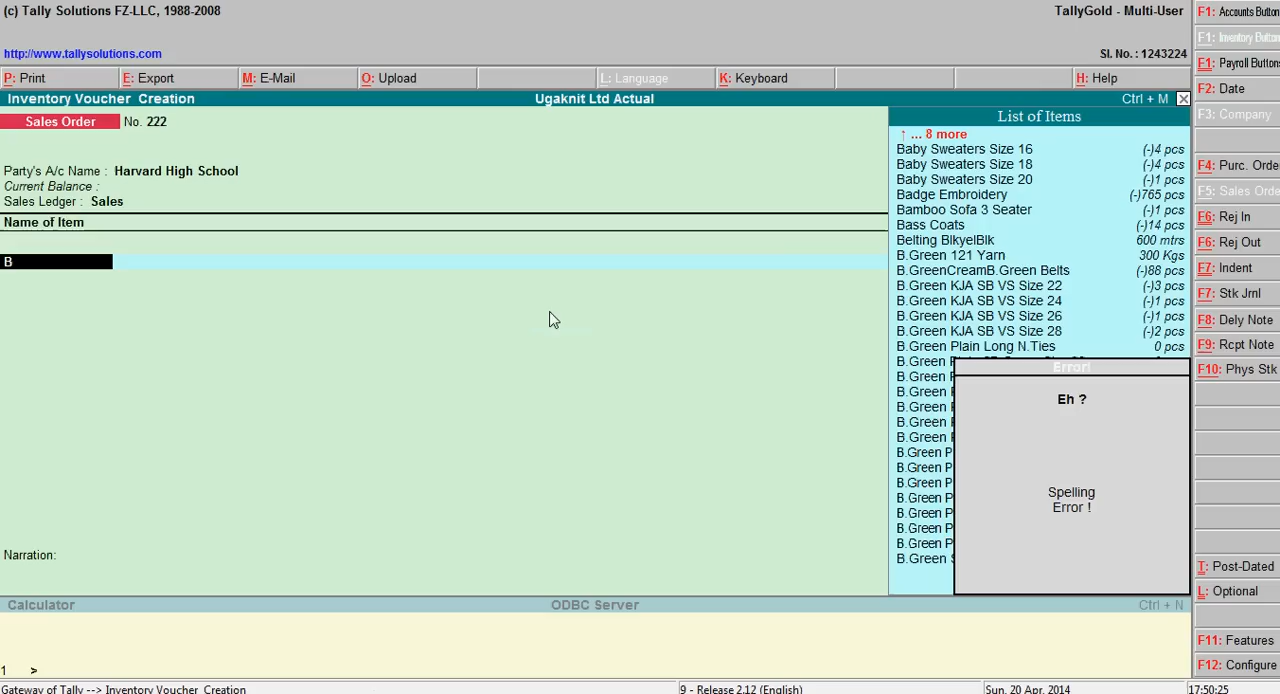 (c) Tally Solutions FZ-LLC, 1988-2008
TallyGold - Multi-User
http://www.tallysolutions.com
Sl. No. : 1243224
P: Print
E: Export
M: E-Mail
O: Upload
L: Language
K: Keyboard
H: Help
Inventory Voucher Creation
Ugaknit Ltd Actual
Ctrl + M
Sales Order No. 222
Party's A/c Name : Harvard High School
Current Balance :
Sales Ledger : Sales
Name of Item
B
Narration:
List of Items
↑ ... 8 more
Baby Sweaters Size 16 (-)4 pcs
Baby Sweaters Size 18 (-)4 pcs
Baby Sweaters Size 20 (-)1 pcs
Badge Embroidery (-)765 pcs
Bamboo Sofa 3 Seater (-)1 pcs
Bass Coats (-)14 pcs
Belting BlkyelBlk 600 mtrs
B.Green 121 Yarn 300 Kgs
B.GreenCreamB.Green Belts (-)88 pcs
B.Green KJA SB VS Size 22 (-)3 pcs
B.Green KJA SB VS Size 24 (-)1 pcs
B.Green KJA SB VS Size 26 (-)1 pcs
B.Green KJA SB VS Size 28 (-)2 pcs
B.Green Plain Long N.Ties 0 pcs
B.Green
B.Green
B.Green
B.Green
B.Green
B.Green
B.Green P
B.Green P
B.Green P
B.Green P
B.Green P
B.Green P
B.Green P
B.Green
Error!
Eh ?
Spelling
Error !
F1: Accounts Button
F1: Inventory Button
F1: Payroll Buttons
F2: Date
F3: Company
F4: Purc. Orde
F5: Sales Orde
F6: Rej In
F6: Rej Out
F7: Indent
F7: Stk Jrnl
F8: Dely Note
F9: Rcpt Note
F10: Phys Stk
T: Post-Dated
L: Optional
F11: Features
F12: Configure
Calculator
ODBC Server
Ctrl + N
1 >
Gateway of Tally --> Inventory Voucher Creation
9 - Release 2.12 (English)
Sun, 20 Apr, 2014
17:50:25